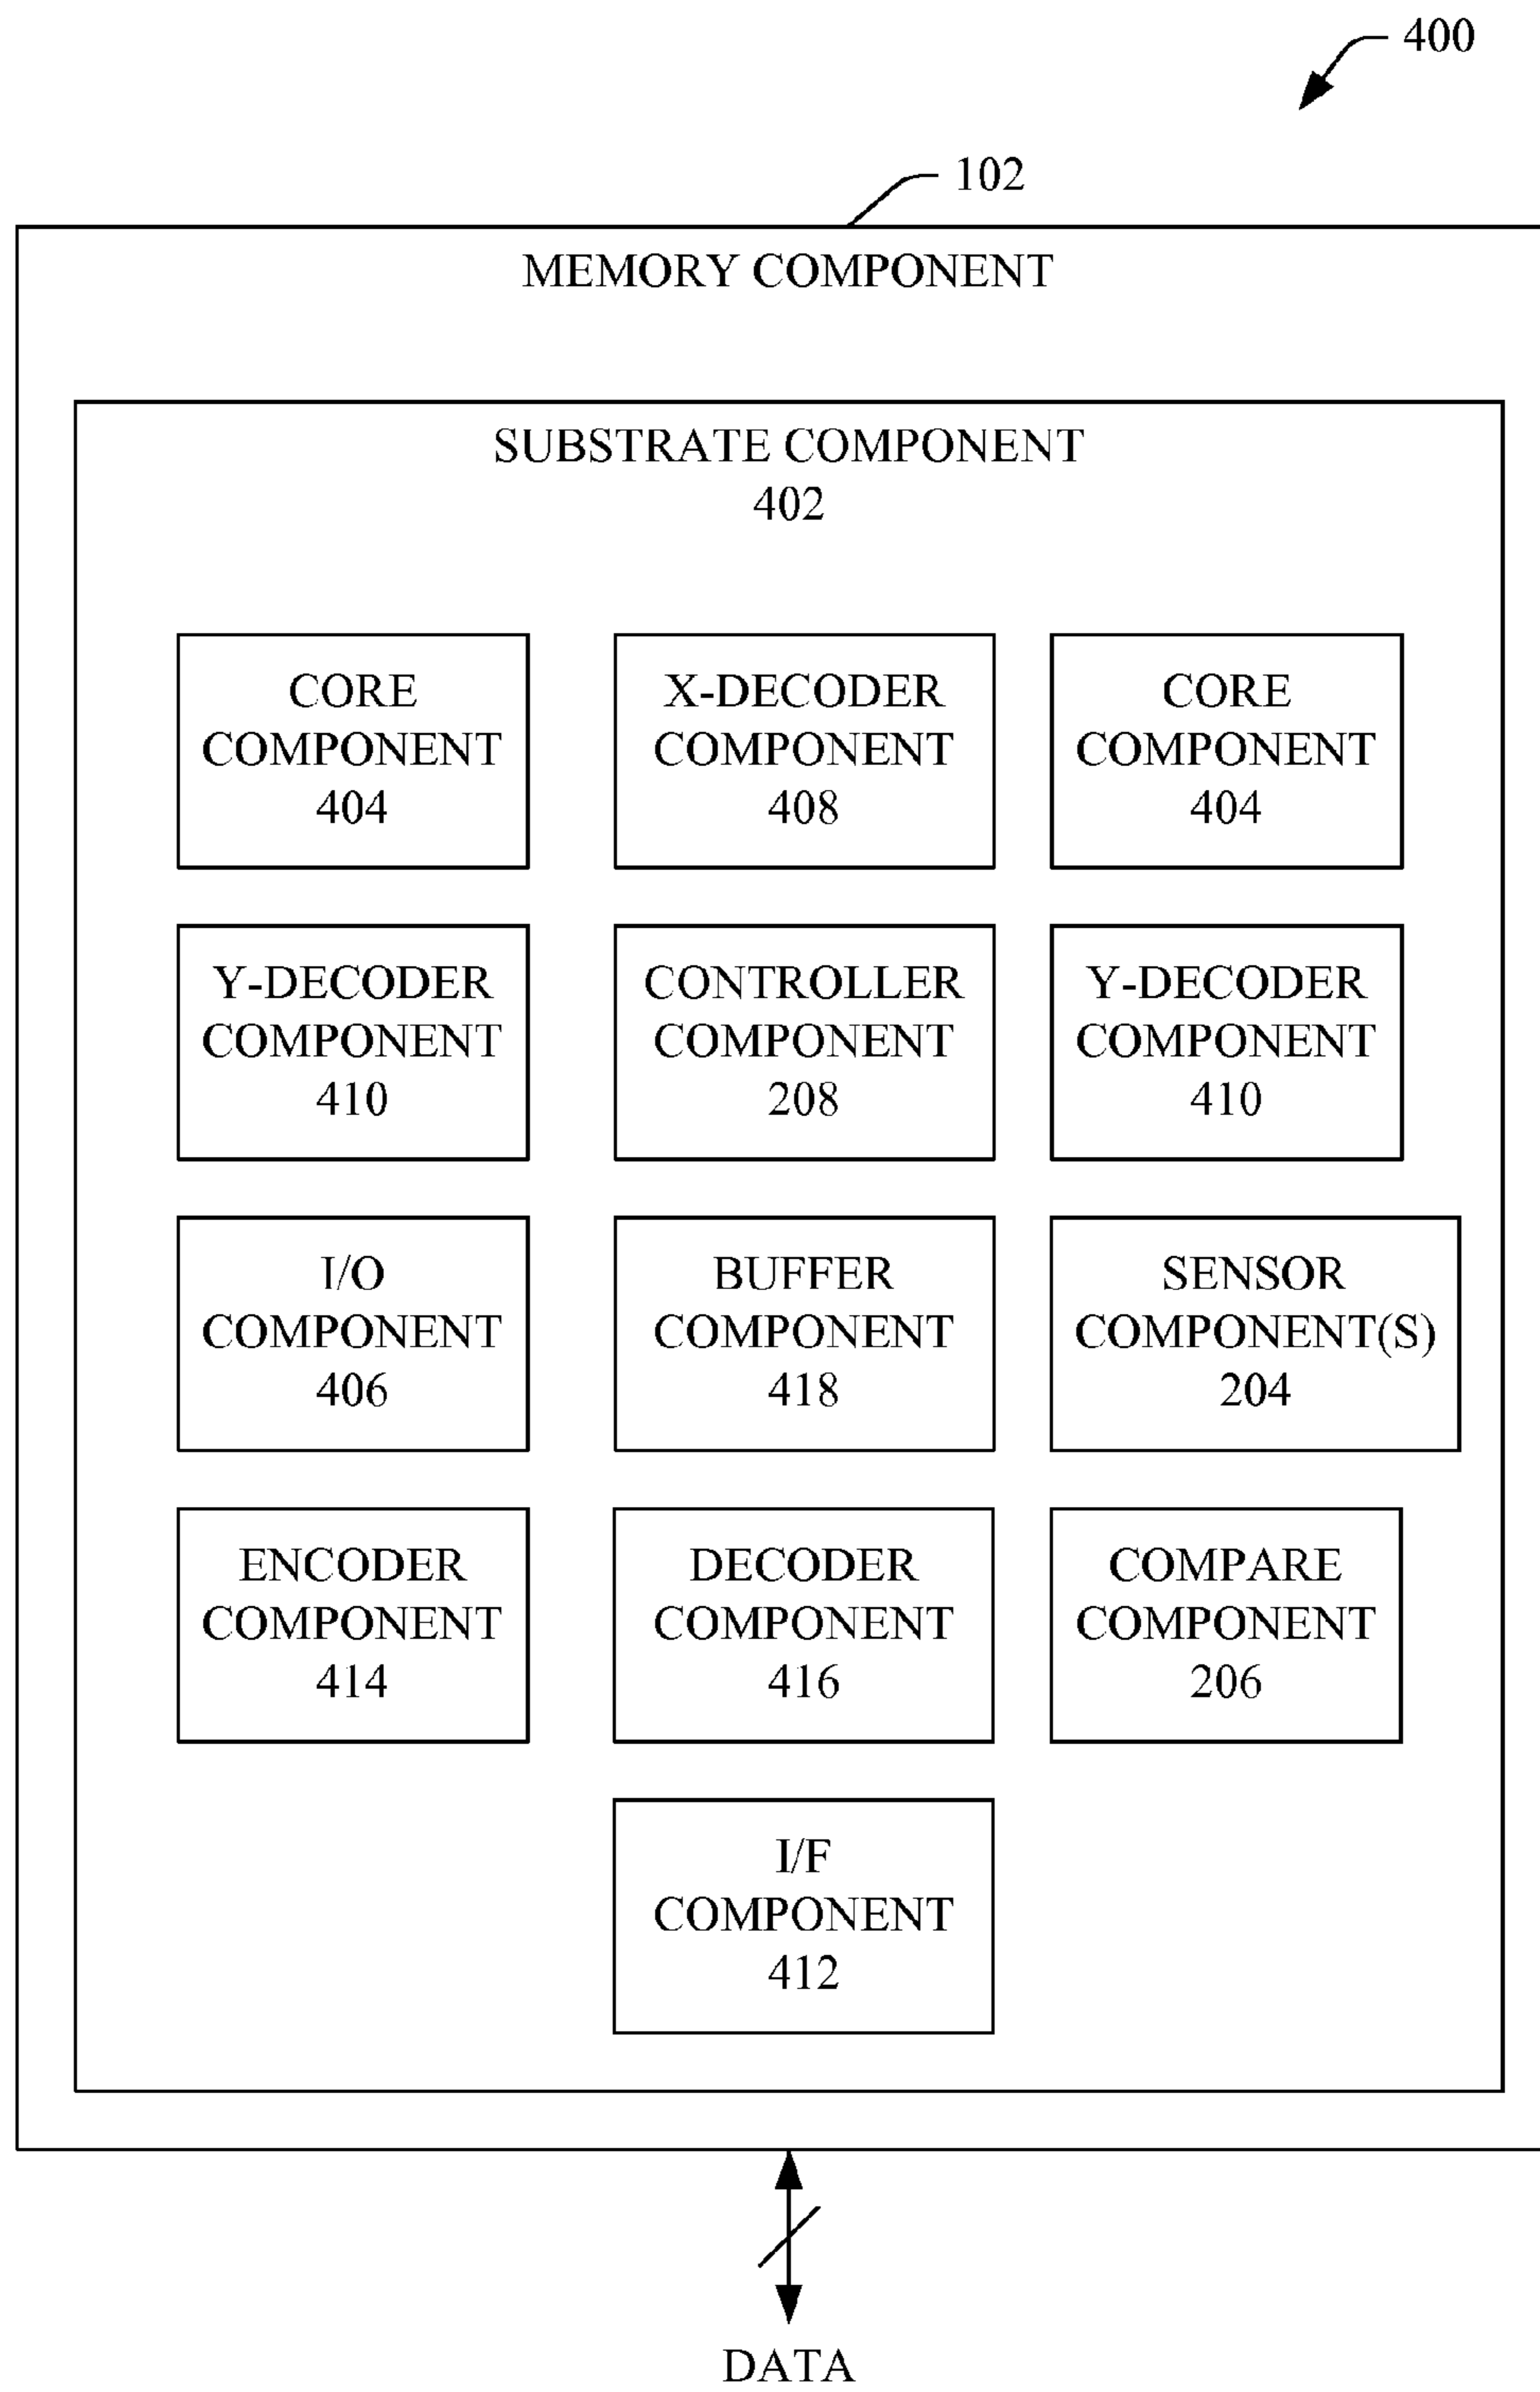 400
102
MEMORY COMPONENT
SUBSTRATE COMPONENT
402
CORE
COMPONENT
404
X-DECODER
COMPONENT
408
CORE
COMPONENT
404
Y-DECODER
COMPONENT
410
CONTROLLER
COMPONENT
208
Y-DECODER
COMPONENT
410
I/O
COMPONENT
406
BUFFER
COMPONENT
418
SENSOR
COMPONENT(S)
204
ENCODER
COMPONENT
414
DECODER
COMPONENT
416
COMPARE
COMPONENT
206
I/F
COMPONENT
412
DATA